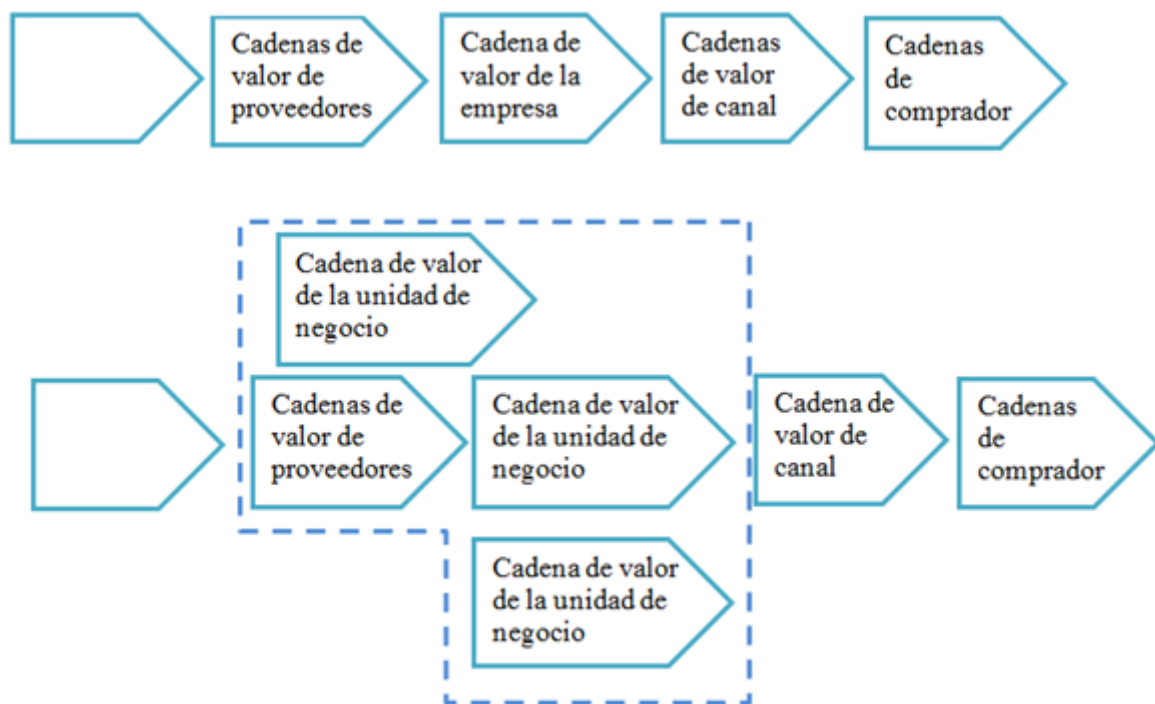 Cadenas de
valor de
proveedores
Cadena de
valor de la
empresa
Cadenas
de valor
de canal
Cadenas
de
comprador
Cadena de valor
de la unidad de
negocio
Cadenas de
valor de
proveedores
Cadena de valor
de la unidad de
negocio
Cadena de
valor de
canal
Cadenas
de
comprador
Cadena de valor
de la unidad de
negocio